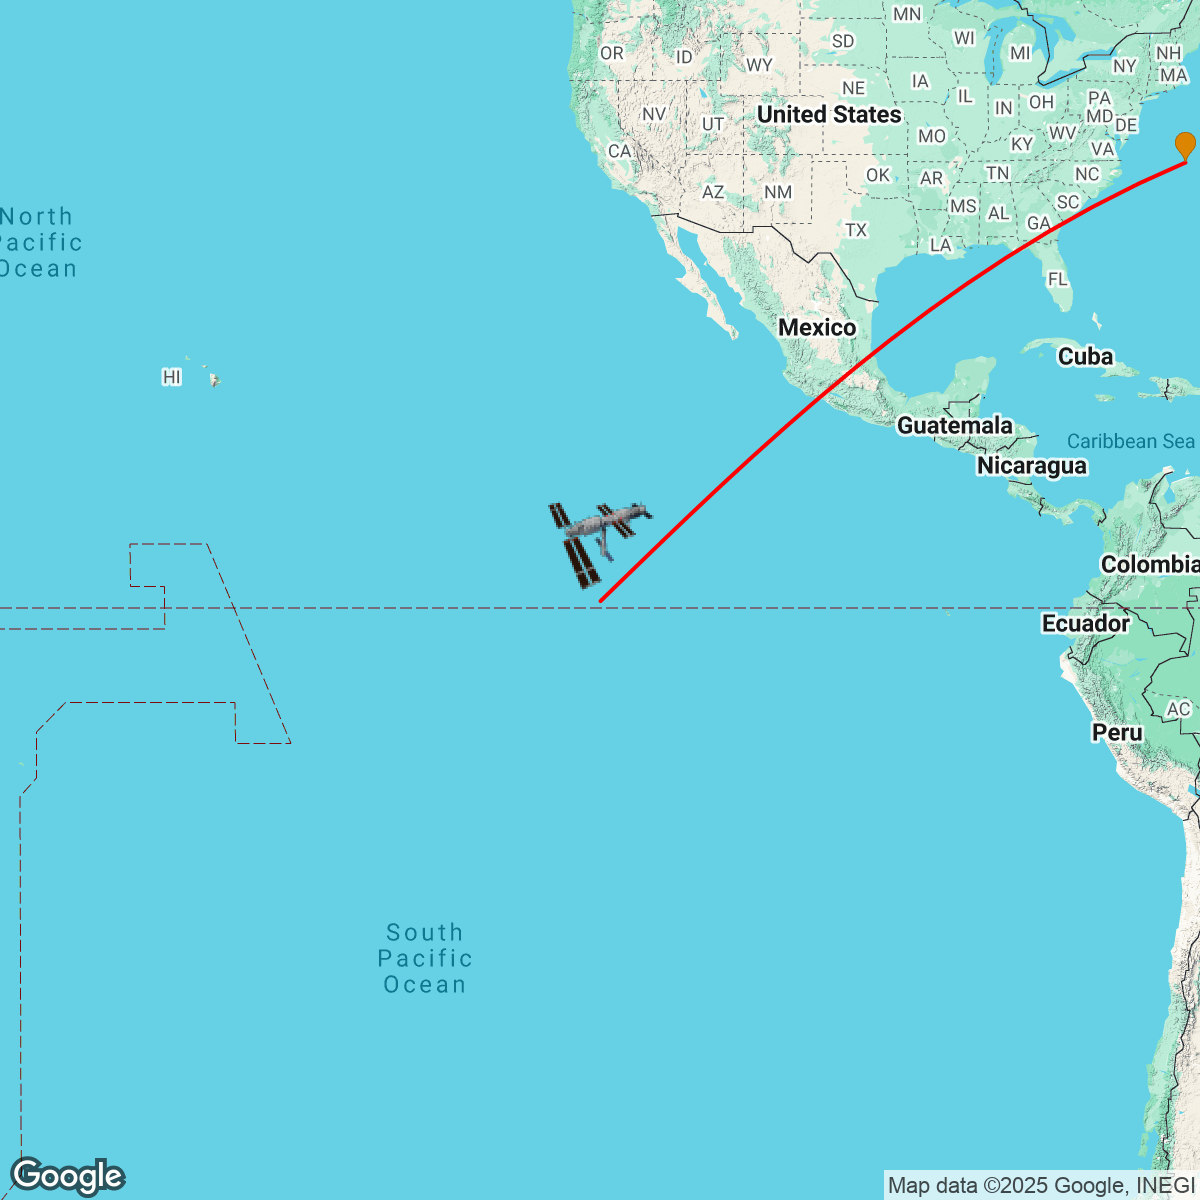 MN
OR
ID
SD
WI
MI
NH
WY
NY
MA
NE
IA
IL
IN
OH
PA
NV
UT
United States
MD
DE
CA
MO
KY
WV
VA
AZ
NM
OK
AR
TN
NC
MS
AL
SC
GA
TX
LA
FL
North
Pacific
Ocean
Mexico
Cuba
HI
Guatemala
Caribbean Sea
Nicaragua
Colombia
Ecuador
AC
Peru
South
Pacific
Ocean
Google
Map data ©2025 Google, INEGI